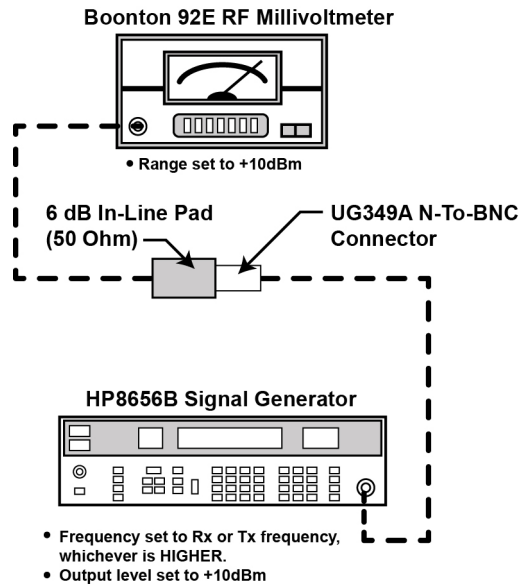 Boonton 92E RF Millivoltmeter
• Range set to +10dBm
6 dB In-Line Pad
(50 Ohm)
UG349A N-To-BNC
Connector
HP8656B Signal Generator
• Frequency set to Rx or Tx frequency,
whichever is HIGHER.
• Output level set to +10dBm